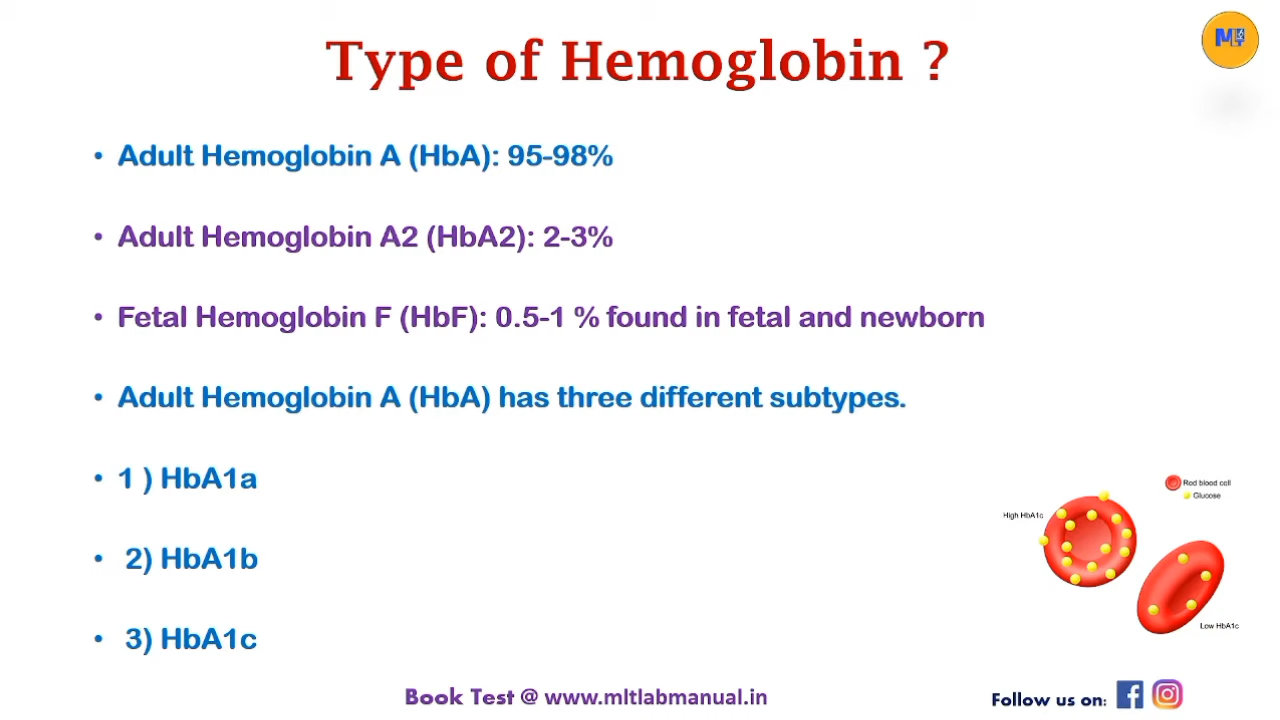 Type of Hemoglobin ?
• Adult Hemoglobin A (HbA): 95-98%
• Adult Hemoglobin A2 (HbA2): 2-3%
• Fetal Hemoglobin F (HbF): 0.5-1 % found in fetal and newborn
• Adult Hemoglobin A (HbA) has three different subtypes.
• 1 ) HbA1a
• 2) HbA1b
• 3) HbA1c
Red blood cell
Glucose
High HbA1c
Low HbA1c
Book Test @ www.mltlabmanual.in
Follow us on: